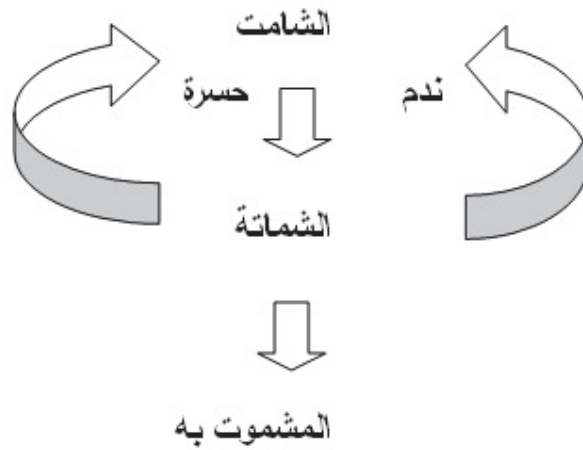 الشامت
ندم
حسرة
الشماتة
المشموت به